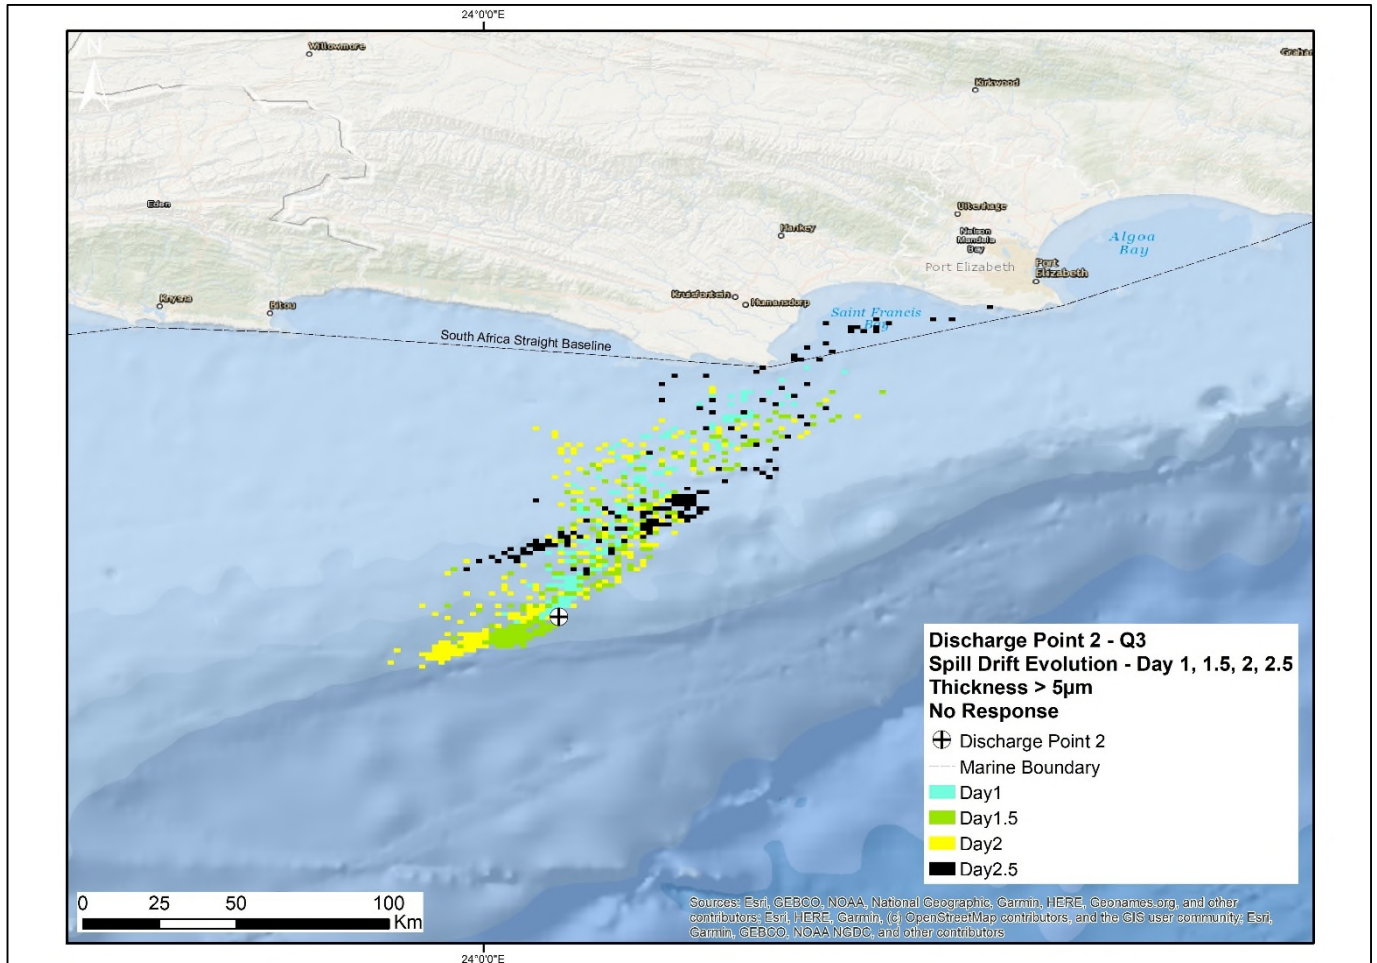 24°0'0"E
N
Willowmore
Graham
Kirkwood
Eden
Uitenhage
Hankey
Nelson
Mandela
Bay
Algoa
Bay
Port Elizabeth
Port
Elizabeth
Kruisfontein
Humansdorp
Knysna
Bitou
Saint Francis
Bay
South Africa Straight Baseline
Discharge Point 2 - Q3
Spill Drift Evolution - Day 1, 1.5, 2, 2.5
Thickness > 5µm
No Response
Discharge Point 2
Marine Boundary
Day1
Day1.5
Day2
Day2.5
0 25 50 100
Km
Sources: Esri, GEBCO, NOAA, National Geographic, Garmin, HERE, Geonames.org, and other
contributors; Esri, HERE, Garmin, (c) OpenStreetMap contributors, and the GIS user community; Esri,
Garmin, GEBCO, NOAA NGDC, and other contributors
24°0'0"E